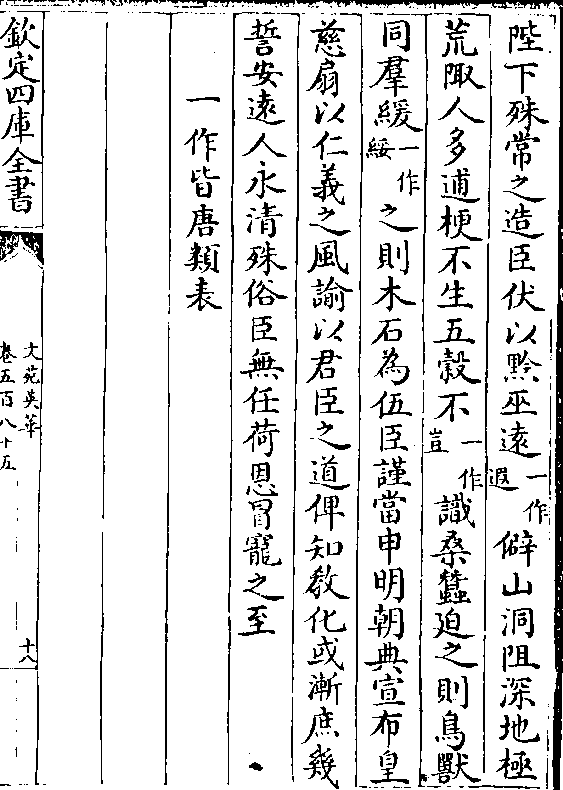 陛下殊常之造臣伏以黔巫遠一作遐僻山洞阻深地極
荒陬人多逋梗不生五穀不一作豈識桑蠶迫之則鳥獸
同羣緩一作綏之則木石為伍臣謹當申明朝典宣布皇
慈扇以仁義之風諭以君臣之道俾知教化或漸庶幾
誓安遠人永清殊俗臣無任荷恩冒寵之至
一作皆唐類表
欽定四庫全書
文苑英華
卷五百八十五
十八